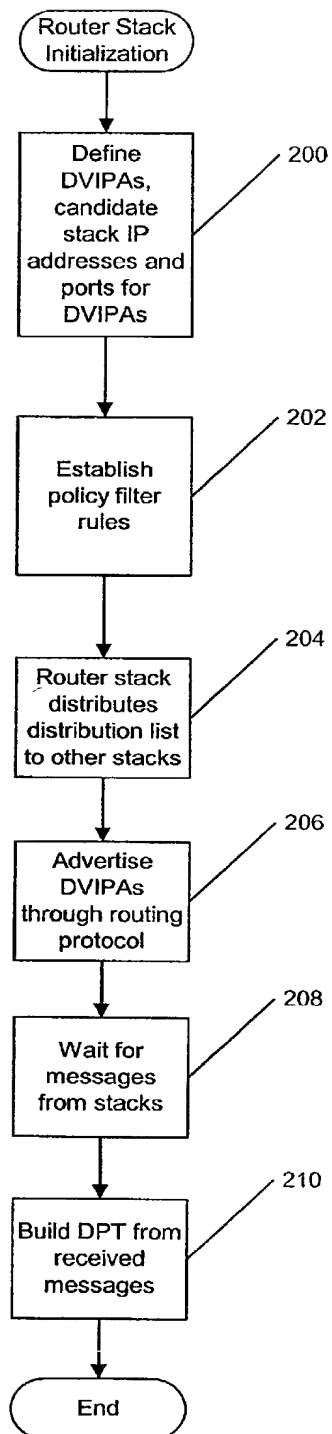 Router Stack
Initialization
200
Define
DVIPAs,
candidate
stack IP
addresses and
ports for
DVIPAs
202
Establish
policy filter
rules
204
Router stack
distributes
distribution list
to other stacks
206
Advertise
DVIPAs
through routing
protocol
208
Wait for
messages
from stacks
210
Build DPT from
received
messages
End